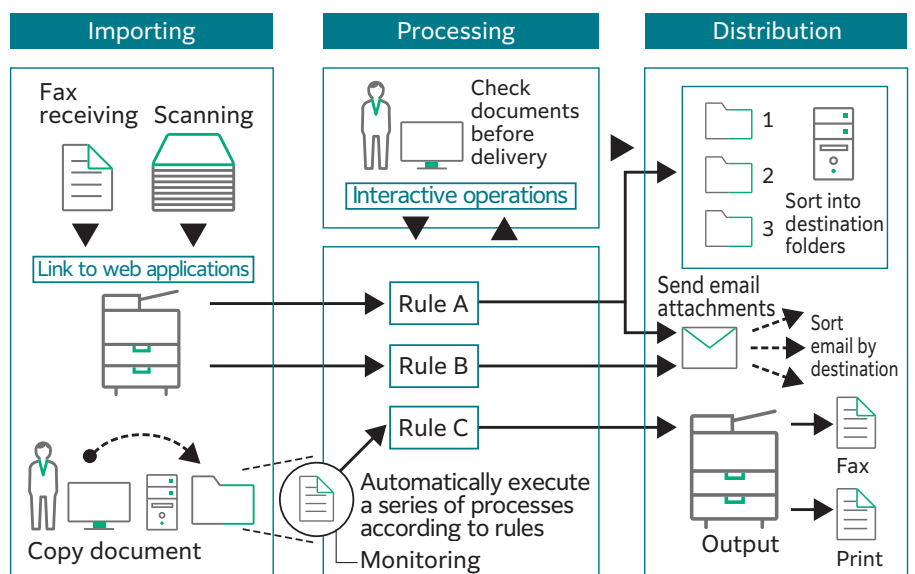 Importing
Fax
receiving
Scanning
Link to web applications
Copy document
Processing
Check
documents
before
delivery
Interactive operations
Rule A
Rule B
Rule C
Automatically execute
a series of processes
according to rules
Monitoring
Distribution
1
2
3
Sort into
destination
folders
Send email
attachments
Sort
email by
destination
Output
Fax
Print